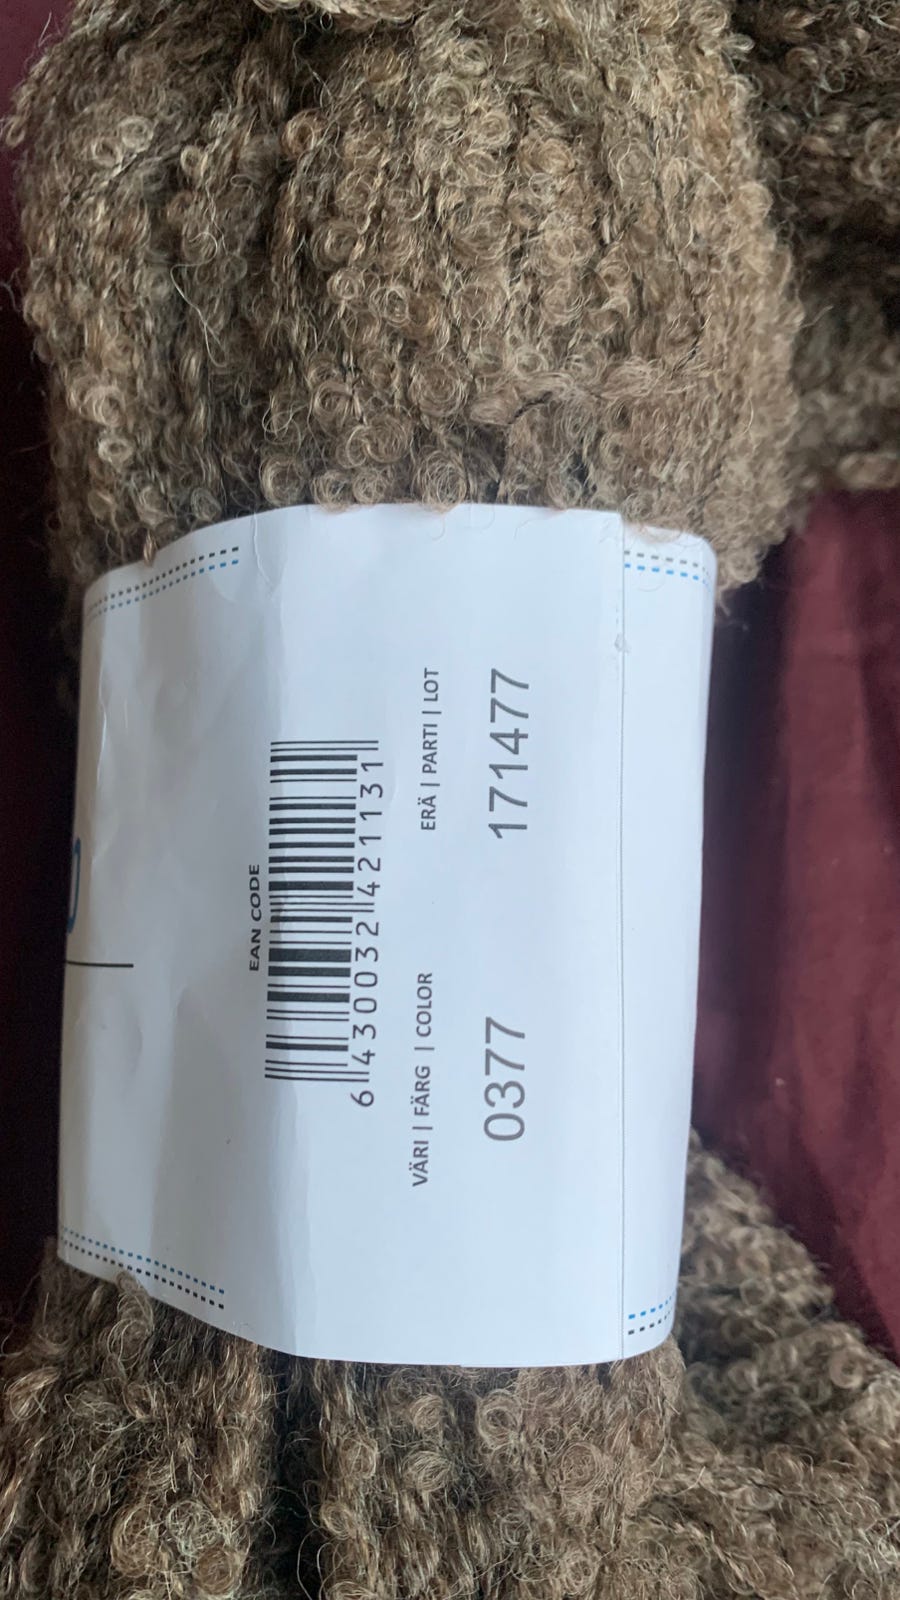 EAN CODE
6 430032 421131
VÄRI | FÄRG | COLOR
ERÄ | PARTI | LOT
0377
171477